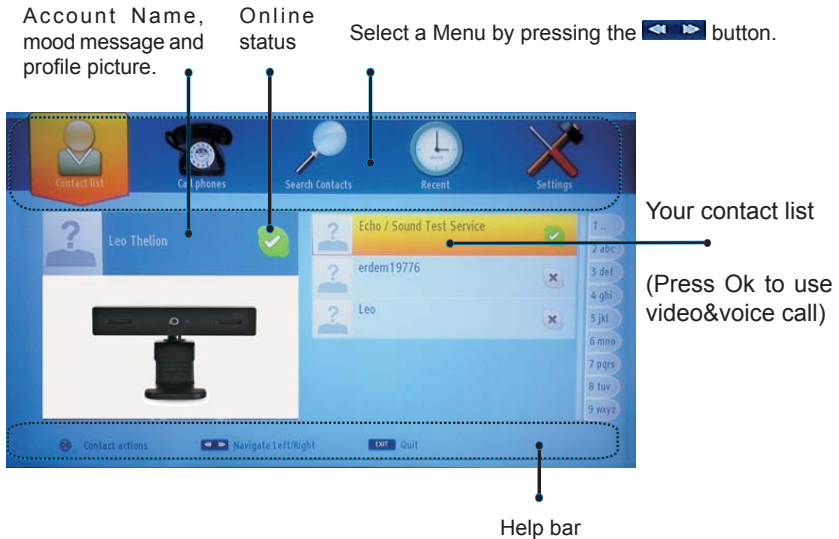 Account Name,
mood message and
profile picture.
Online
status
Select a Menu by pressing the button.
Contact list
Call phones
Search Contacts
Recent
Settings
Leo Thelion
Echo / Sound Test Service
erdem19776
Leo
1 ..
2 abc
3 def
4 ghi
5 jkl
6 mno
7 pqrs
8 tuv
9 wxyz
Your contact list
(Press Ok to use
video&voice call)
Contact actions
Navigate Left/Right
EXIT Quit
Help bar